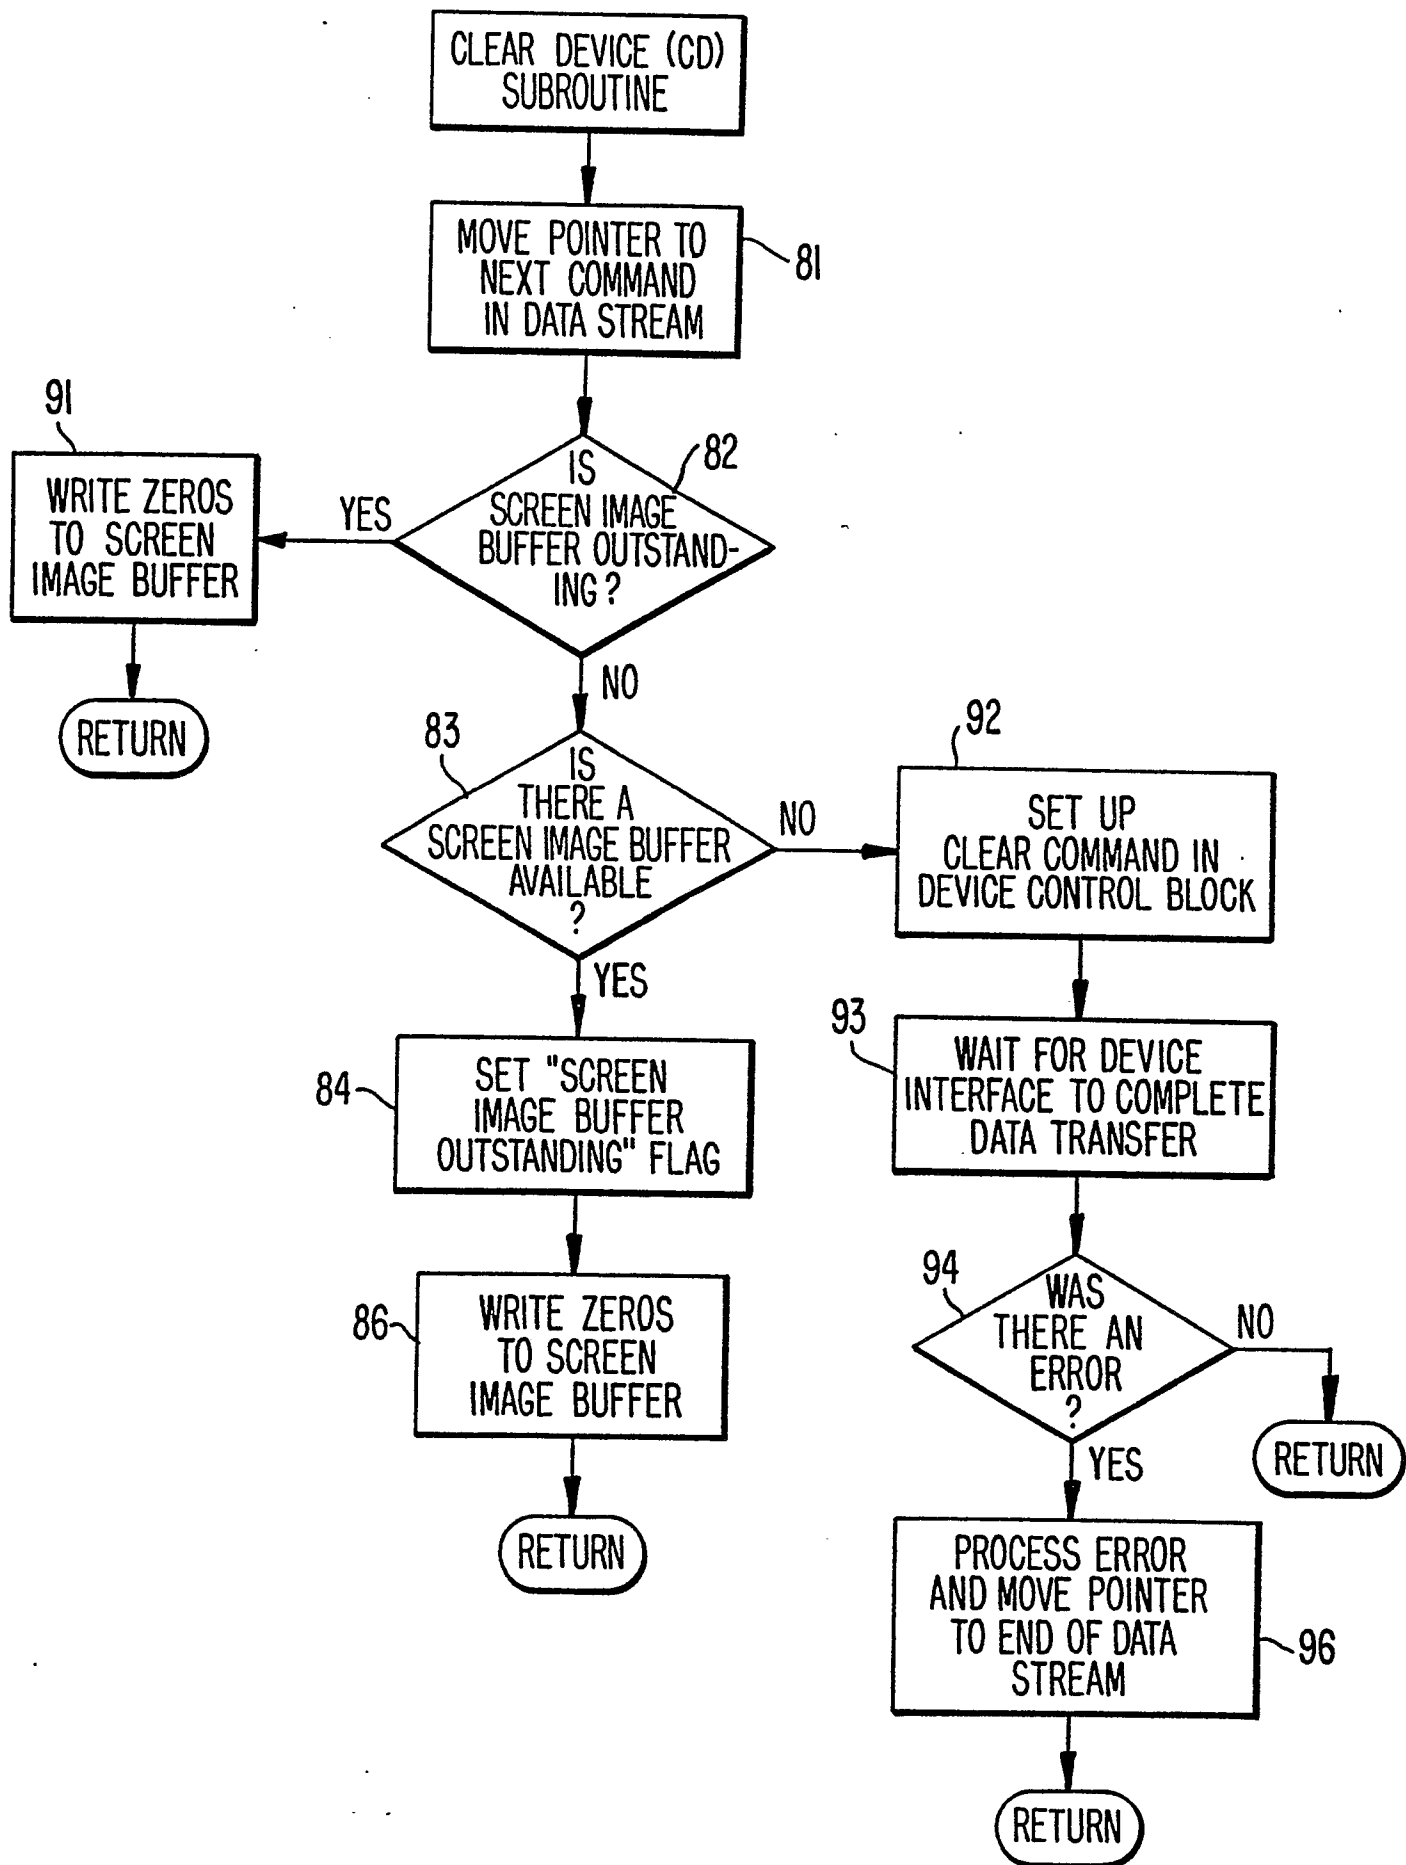 CLEAR DEVICE (CD)
SUBROUTINE
MOVE POINTER TO
NEXT COMMAND
IN DATA STREAM
81
91
WRITE ZEROS
TO SCREEN
IMAGE BUFFER
YES
IS
SCREEN IMAGE
BUFFER OUTSTAND-
ING?
82
RETURN
NO
83
IS
THERE A
SCREEN IMAGE BUFFER
AVAILABLE
?
NO
92
SET UP
CLEAR COMMAND IN
DEVICE CONTROL BLOCK
YES
84
SET "SCREEN
IMAGE BUFFER
OUTSTANDING" FLAG
93
WAIT FOR DEVICE
INTERFACE TO COMPLETE
DATA TRANSFER
86
WRITE ZEROS
TO SCREEN
IMAGE BUFFER
94
WAS
THERE AN
ERROR
?
NO
RETURN
YES
RETURN
PROCESS ERROR
AND MOVE POINTER
TO END OF DATA
STREAM
96
RETURN